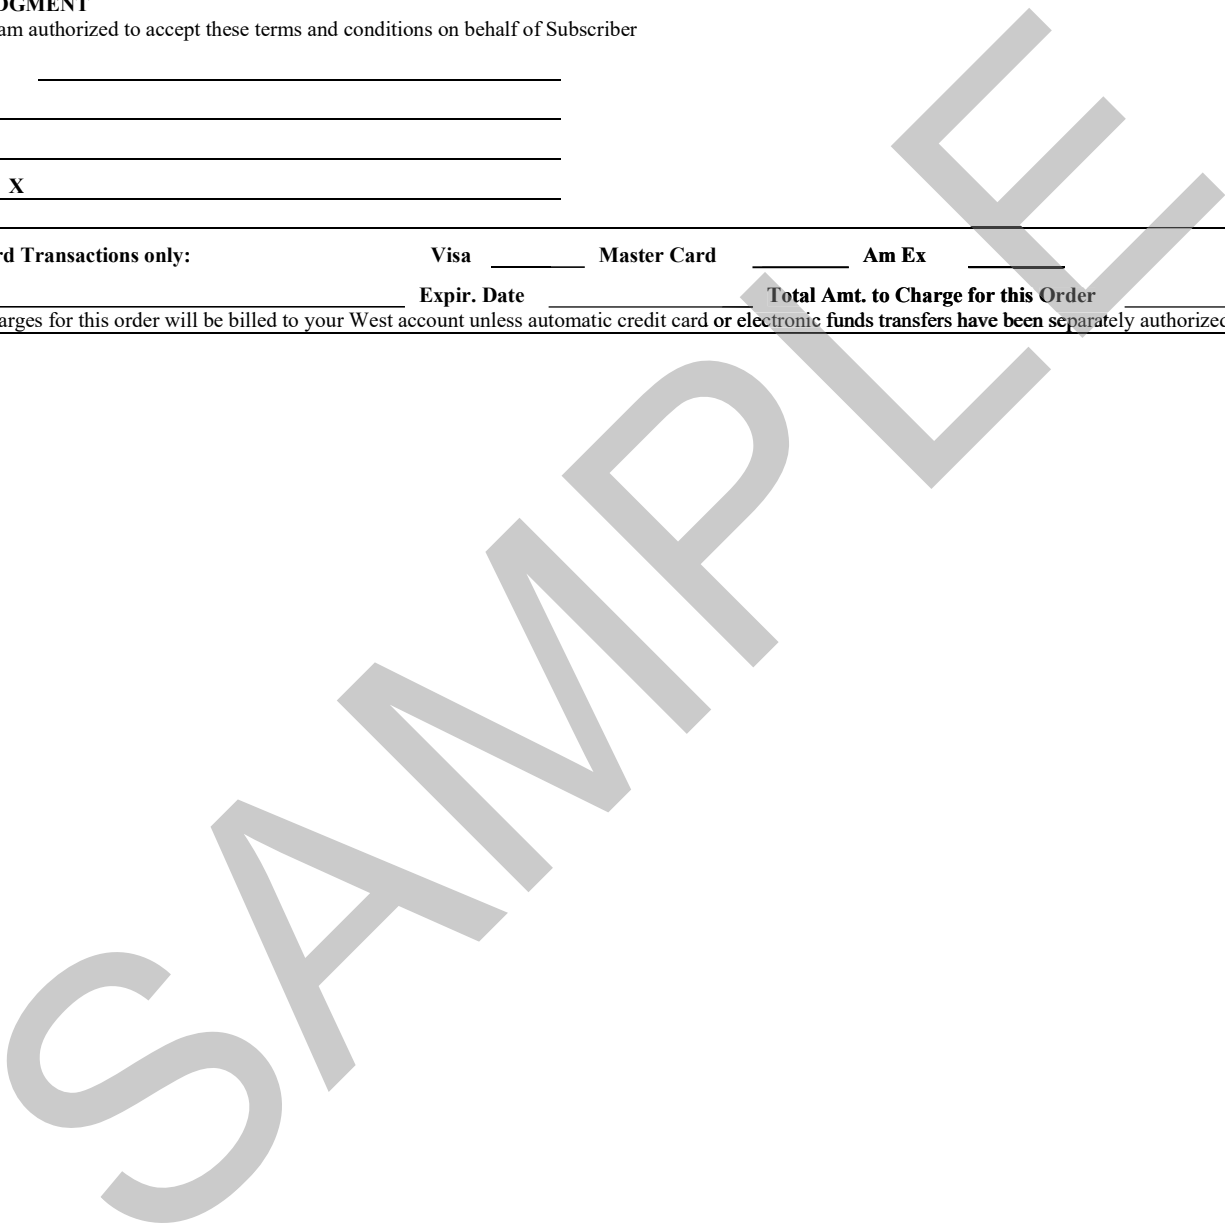 OGMENT
am authorized to accept these terms and conditions on behalf of Subscriber
X
rd Transactions only: Visa Master Card Am Ex
Expir. Date Total Amt. to Charge for this Order
arges for this order will be billed to your West account unless automatic credit card or electronic funds transfers have been separately authorized
SAMPLE